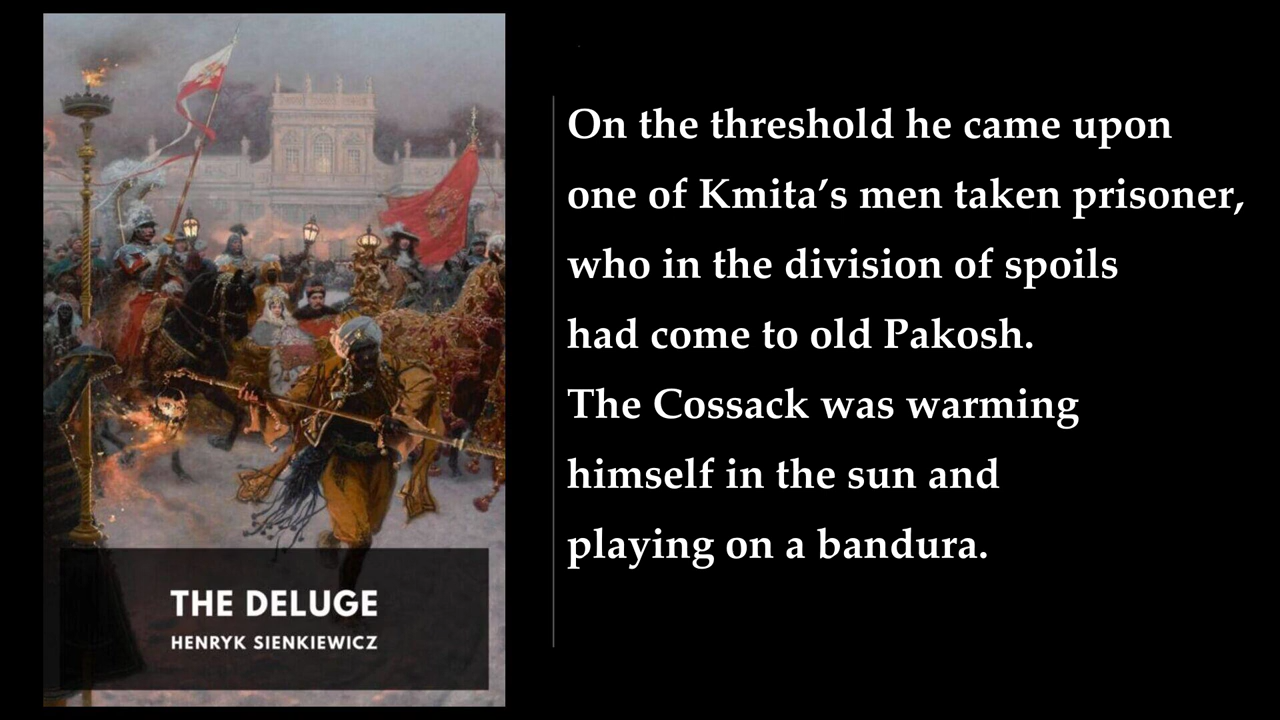 THE DELUGE
HENRYK SIENKIEWICZ
On the threshold he came upon
one of Kmita’s men taken prisoner,
who in the division of spoils
had come to old Pakosh.
The Cossack was warming
himself in the sun and
playing on a bandura.